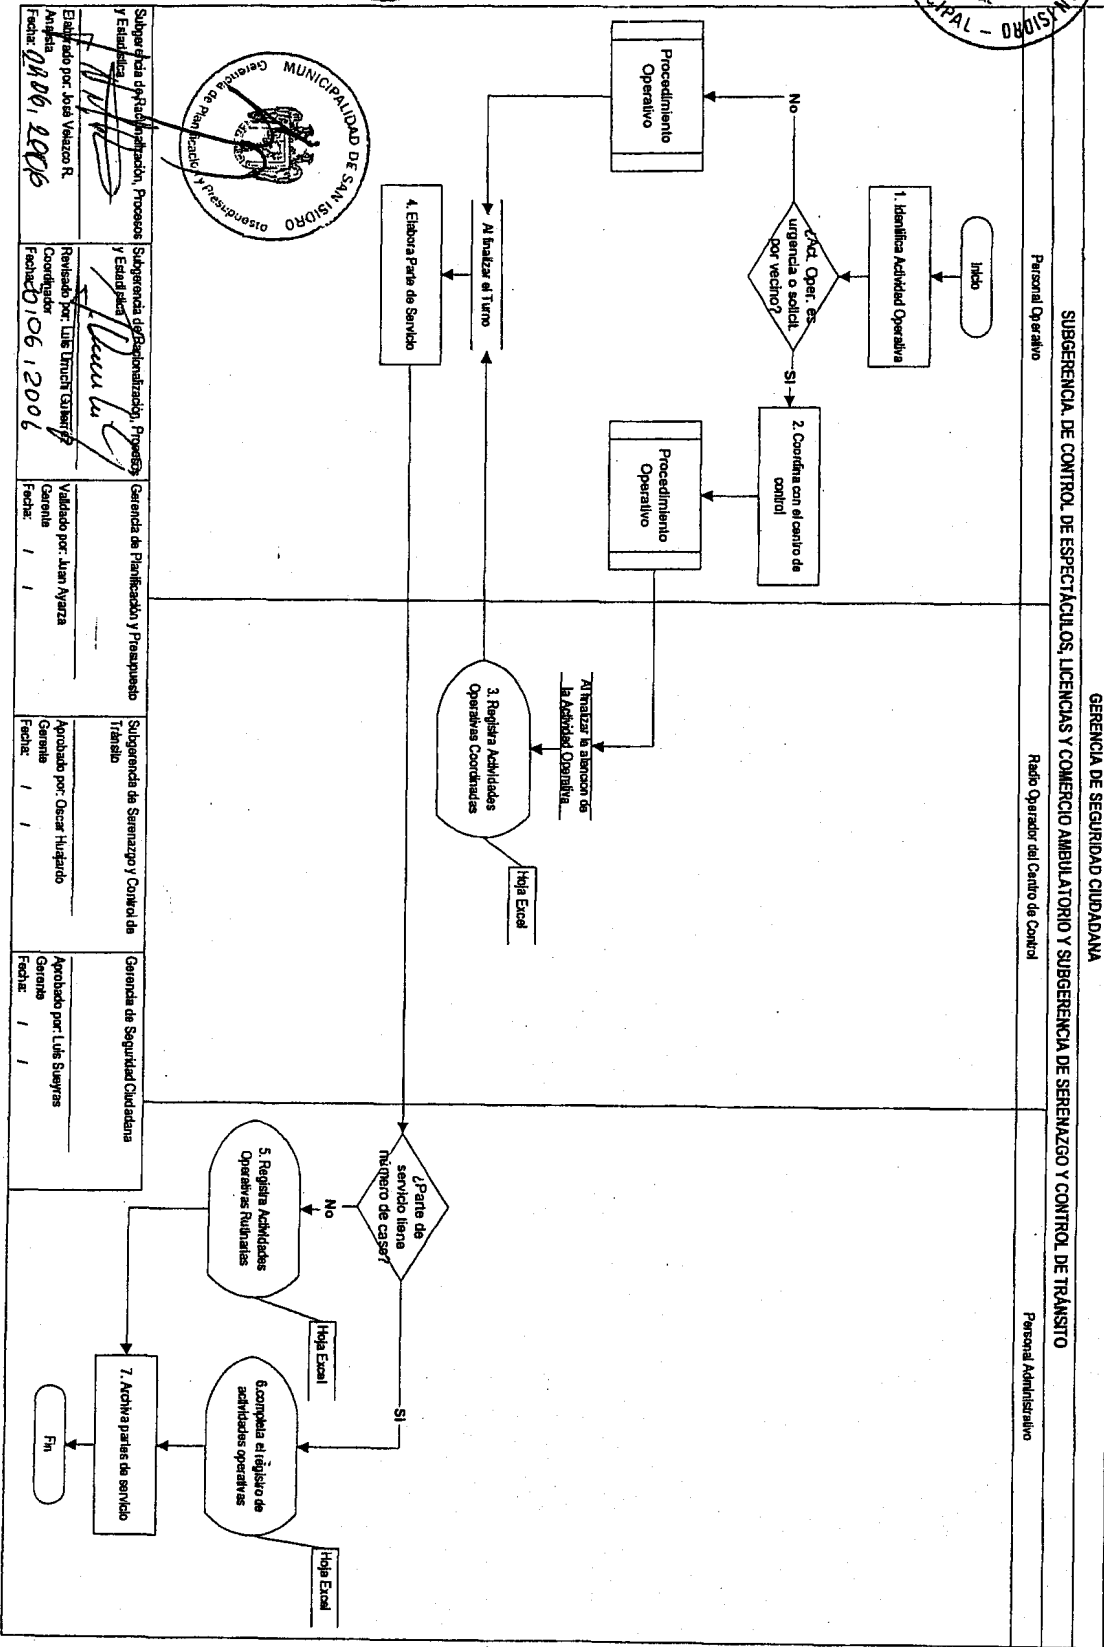 GERENCIA DE SEGURIDAD CIUDADANA
SUBGERENCIA. DE CONTROL DE ESPECTÁCULOS, LICENCIAS Y COMERCIO AMBULATORIO Y SUBGERENCIA DE SERENAZGO Y CONTROL DE TRÁNSITO
Personal Operativo
Radio Operador del Centro de Control
Personal Administrativo
Inicio
1. Identifica Actividad Operativa
¿Act. Oper. es
urgencia o solicit.
por vecino?
No
SI
Procedimiento
Operativo
2. Coordina con el centro de
control
Procedimiento
Operativo
Al finalizar la atencion de
la Actividad Operativa
3. Registra Actividades
Operativas Coordinadas
Hoja Excel
Al finalizar el Turno
4. Elabora Parte de Servicio
¿Parte de
servicio tiene
número de caso?
No
SI
5. Registra Actividades
Operativas Rutinarias
Hoja Excel
6.completa el registro de
actividades operativas
Hoja Excel
7. Archiva partes de servicio
Fin
MUNICIPALIDAD DE SAN ISIDRO
Gerencia de Planificación y Presupuesto
CIPAL - SAN ISIDRO
Subgerencia de Racionalización, Procesos
y Estadística
Elaborado por: José Velazco R.
Analista
Fecha:
Subgerencia de Racionalización, Procesos
y Estadística
Revisado por: Luis Urruchi Gutierrez
Coordinador
Fecha: 20/06/2006
Gerencia de Planificación y Presupuesto
Validado por: Juan Ayarza
Gerente
Fecha: / /
Subgerencia de Serenazgo y Control de
Tránsito
Aprobado por: Oscar Huajardo
Gerente
Fecha: / /
Gerencia de Seguridad Ciudadana
Aprobado por: Luis Sueyras
Gerente
Fecha: / /